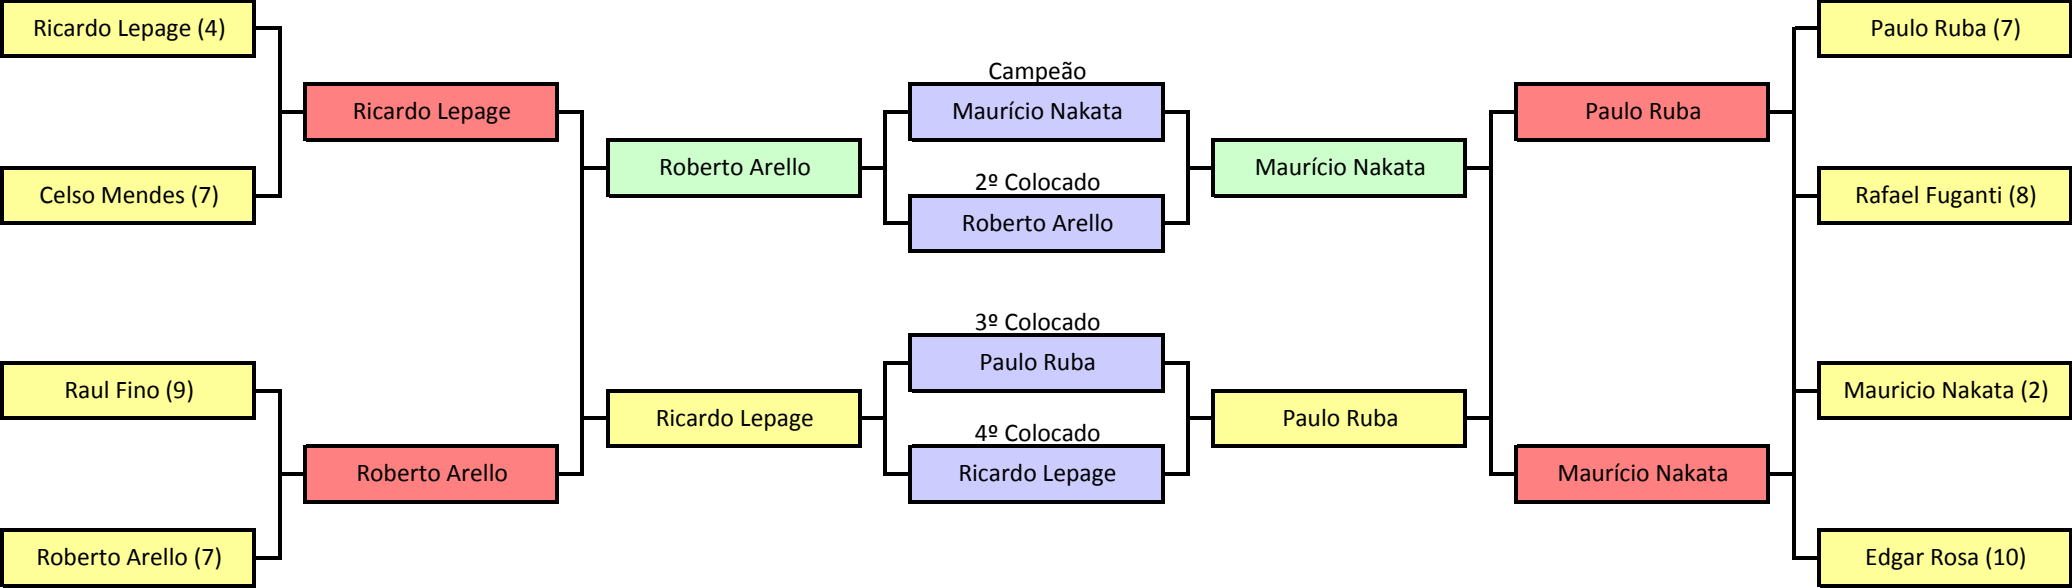 Ricardo Lepage (4)
Paulo Ruba (7)
Campeão
Ricardo Lepage
Maurício Nakata
Paulo Ruba
Roberto Arello
Maurício Nakata
2º Colocado
Celso Mendes (7)
Rafael Fuganti (8)
Roberto Arello
3º Colocado
Paulo Ruba
Raul Fino (9)
Mauricio Nakata (2)
Ricardo Lepage
Paulo Ruba
4º Colocado
Roberto Arello
Ricardo Lepage
Maurício Nakata
Roberto Arello (7)
Edgar Rosa (10)